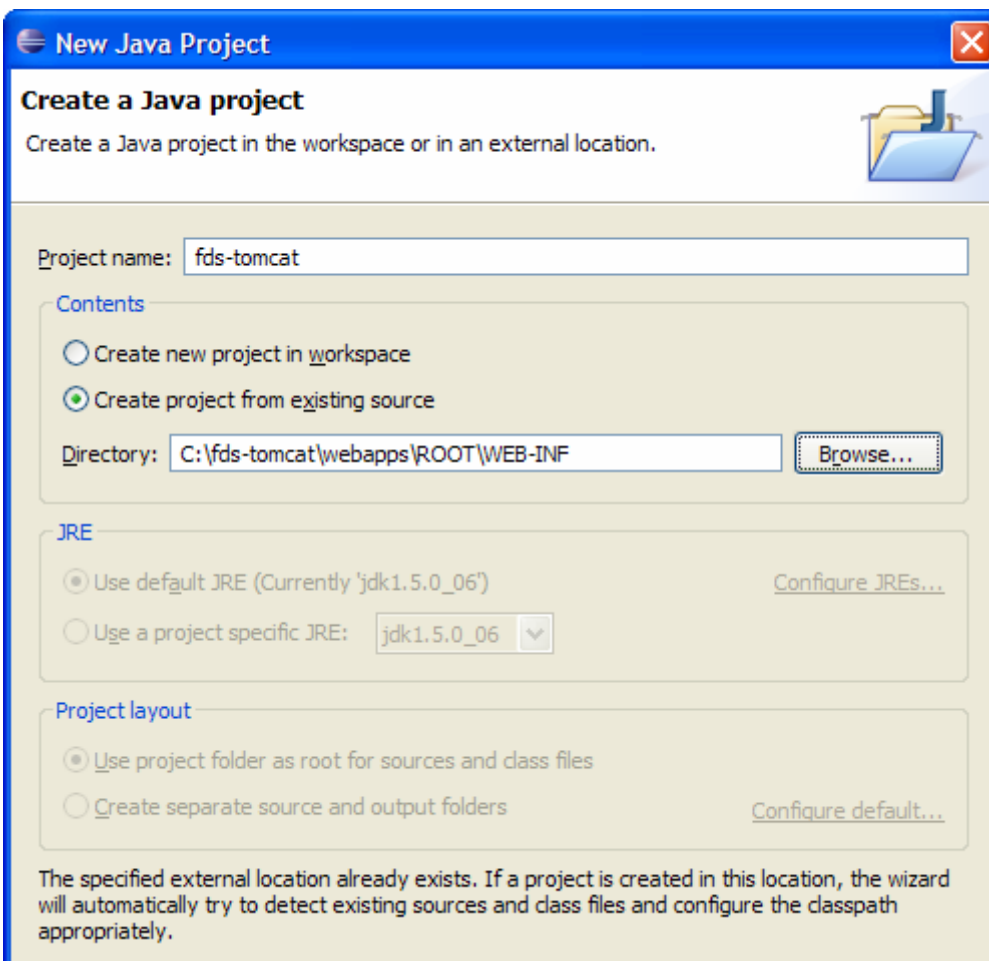 New Java Project
Create a Java project
Create a Java project in the workspace or in an external location.
Project name: fds-tomcat
Contents
Create new project in workspace
Create project from existing source
Directory: C:\fds-tomcat\webapps\ROOT\WEB-INF Browse...
JRE
Use default JRE (Currently 'jdk1.5.0_06') Configure JREs...
Use a project specific JRE: jdk1.5.0_06
Project layout
Use project folder as root for sources and class files
Create separate source and output folders Configure default...
The specified external location already exists. If a project is created in this location, the wizard
will automatically try to detect existing sources and class files and configure the classpath
appropriately.